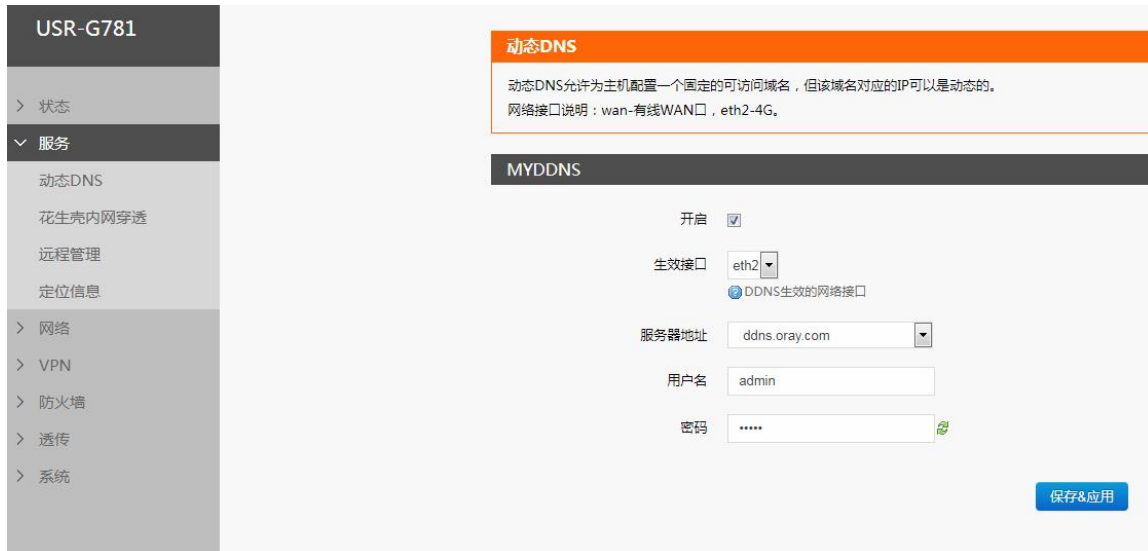 USR-G781
状态
服务
动态DNS
花生壳内网穿透
远程管理
定位信息
网络
VPN
防火墙
透传
系统
动态DNS
动态DNS允许为主机配置一个固定的可访问域名，但该域名对应的IP可以是动态的。
网络接口说明：wan-有线WAN口，eth2-4G。
MYDDNS
开启
生效接口 eth2
DDNS生效的网络接口
服务器地址 ddns.oray.com
用户名 admin
密码 •••••
保存&应用